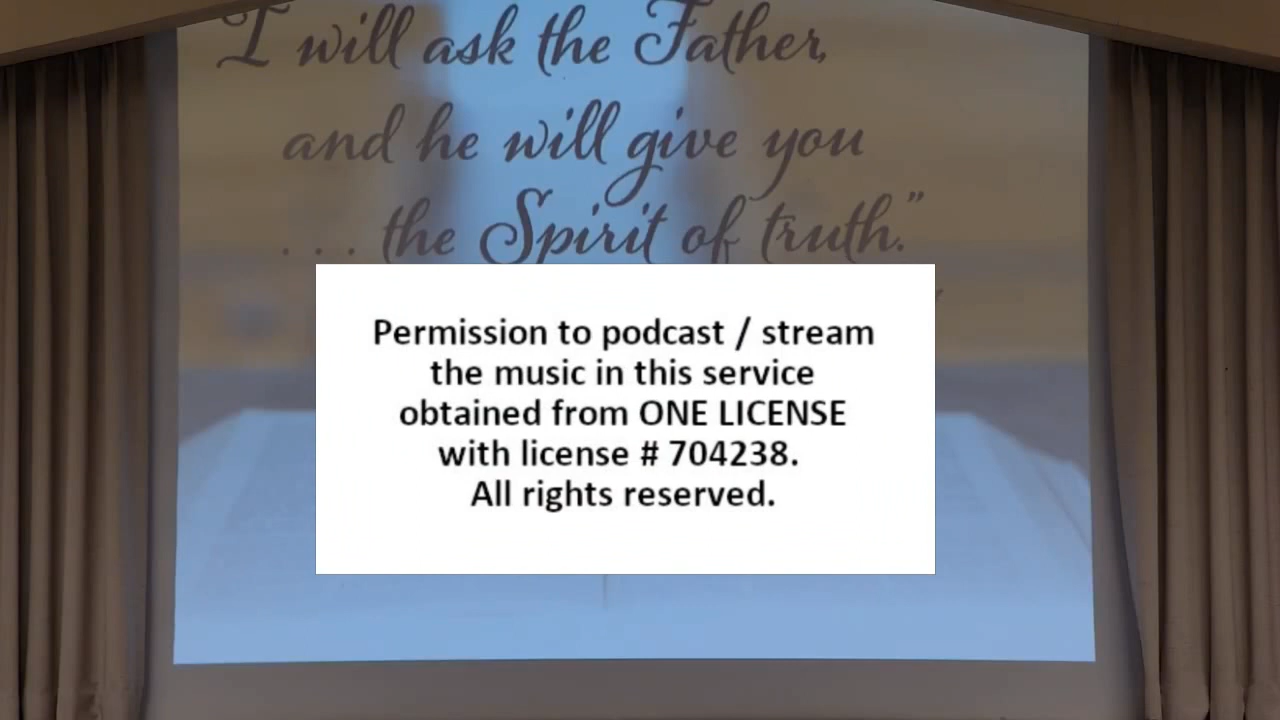 "I will ask the Father,
and he will give you
. . . the Spirit of truth."
Permission to podcast / stream
the music in this service
obtained from ONE LICENSE
with license # 704238.
All rights reserved.